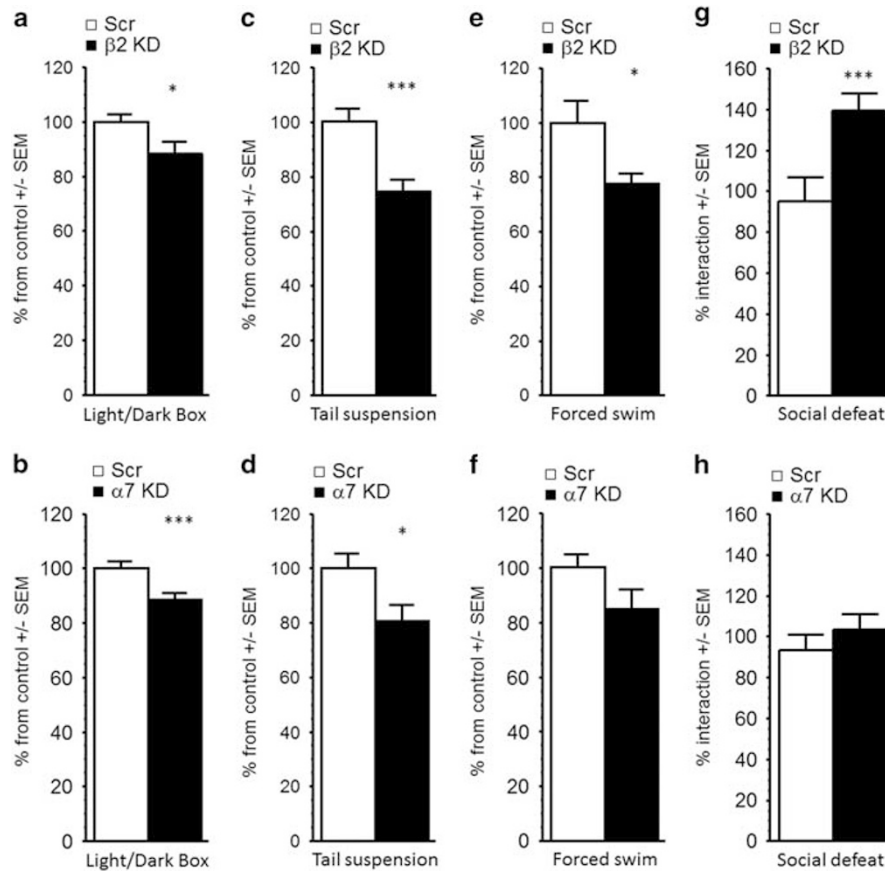 a
Scr
β2 KD
% from control +/- SEM
120
100
80
60
40
20
0
*
Light/Dark Box
c
Scr
β2 KD
% from control +/- SEM
120
100
80
60
40
20
0
***
Tail suspension
e
Scr
β2 KD
% from control +/- SEM
120
100
80
60
40
20
0
*
Forced swim
g
Scr
β2 KD
% interaction +/- SEM
160
140
120
100
80
60
40
20
0
***
Social defeat
b
Scr
α7 KD
% from control +/- SEM
120
100
80
60
40
20
0
***
Light/Dark Box
d
Scr
α7 KD
% from control +/- SEM
120
100
80
60
40
20
0
*
Tail suspension
f
Scr
α7 KD
% from control +/- SEM
120
100
80
60
40
20
0
Forced swim
h
Scr
α7 KD
% interaction +/- SEM
160
140
120
100
80
60
40
20
0
Social defeat